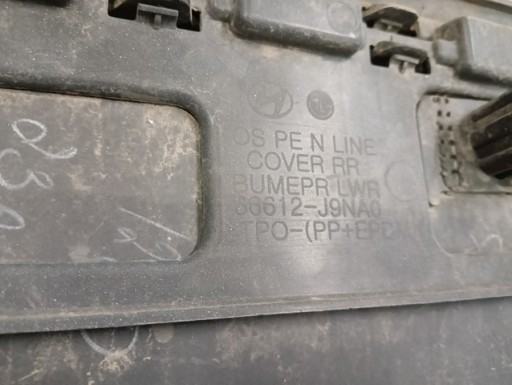 OS PE N LINE
COVER RR
BUMEPR LWR
86612-J9NA0
TPO-(PP+EPD